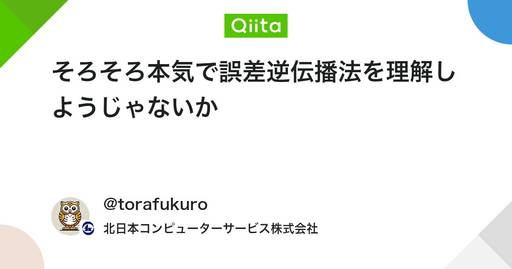 Qiita
そろそろ本気で誤差逆伝播法を理解し
ようじゃないか
@torafukuro
北日本コンピューターサービス株式会社